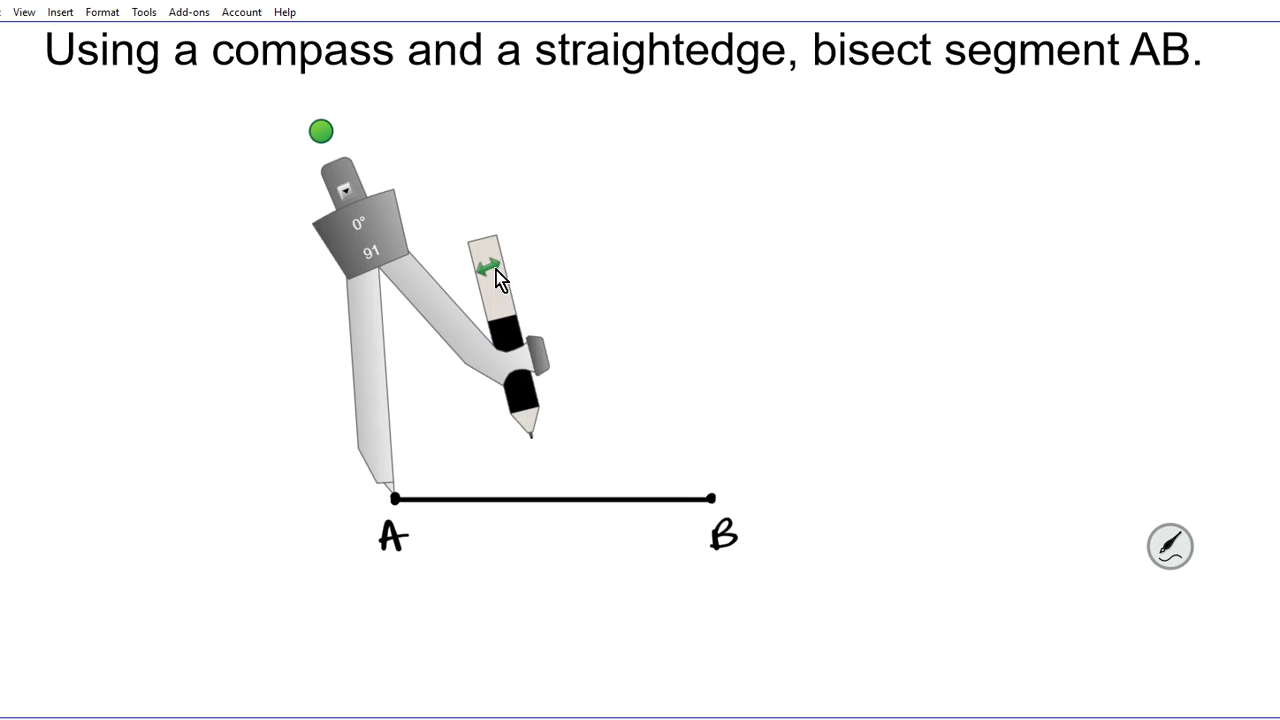 View Insert Format Tools Add-ons Account Help
Using a compass and a straightedge, bisect segment AB.
0°
91
A B